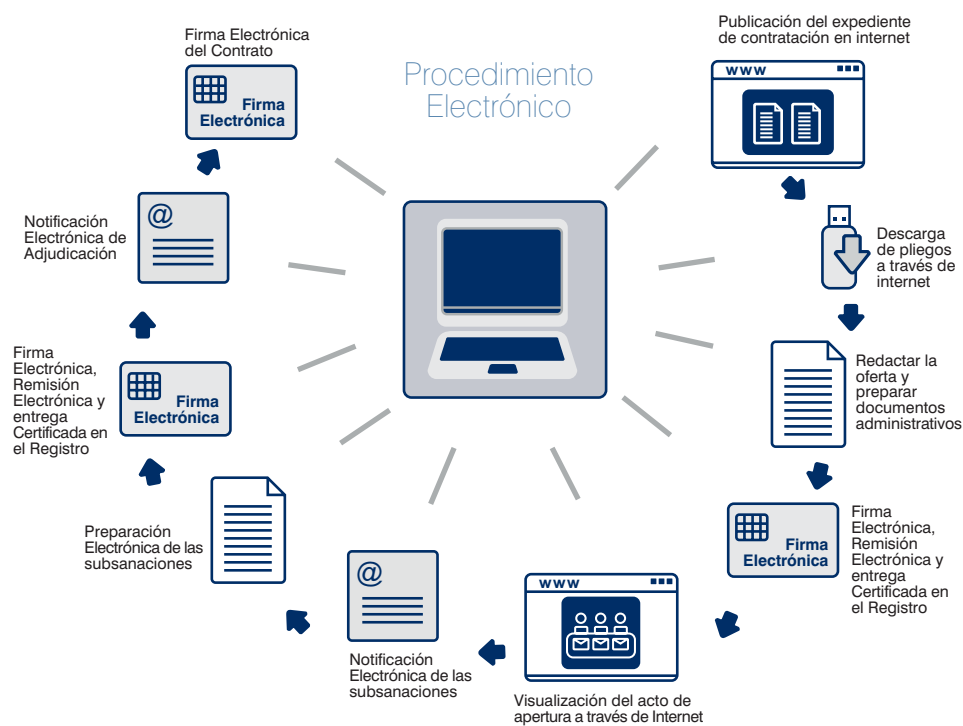 Procedimiento
Electrónico
Publicación del expediente
de contratación en internet
www
Descarga
de pliegos
a través de
internet
Redactar la
oferta y
preparar
documentos
administrativos
Firma
Electrónica
Firma
Electrónica,
Remisión
Electrónica y
entrega
Certificada en
el Registro
www
Visualización del acto de
apertura a través de Internet
@
Notificación
Electrónica de las
subsanaciones
Preparación
Electrónica de las
subsanaciones
Firma
Electrónica,
Remisión
Electrónica y
entrega
Certificada en
el Registro
Firma
Electrónica
@
Notificación
Electrónica de
Adjudicación
Firma Electrónica
del Contrato
Firma
Electrónica